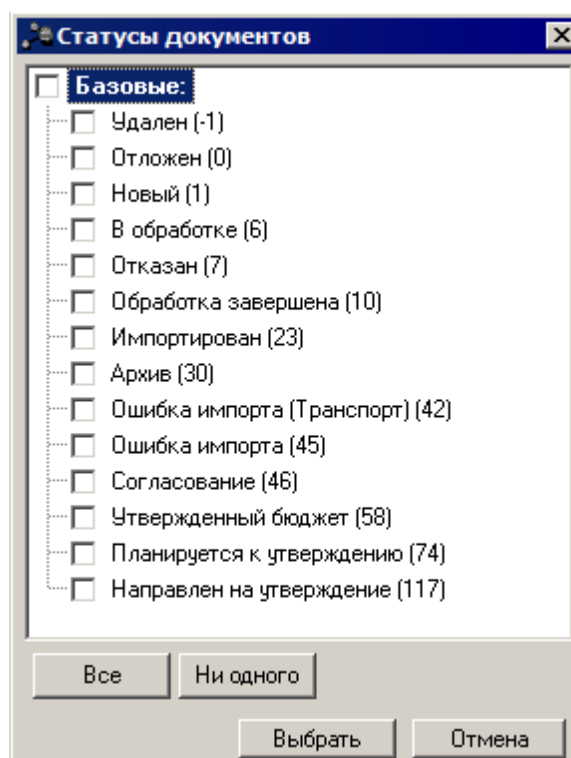 Статусы документов
Базовые:
Удален (-1)
Отложен (0)
Новый (1)
В обработке (6)
Отказан (7)
Обработка завершена (10)
Импортирован (23)
Архив (30)
Ошибка импорта (Транспорт) (42)
Ошибка импорта (45)
Согласование (46)
Утвержденный бюджет (58)
Планируется к утверждению (74)
Направлен на утверждение (117)
Все Ни одного
Выбрать Отмена